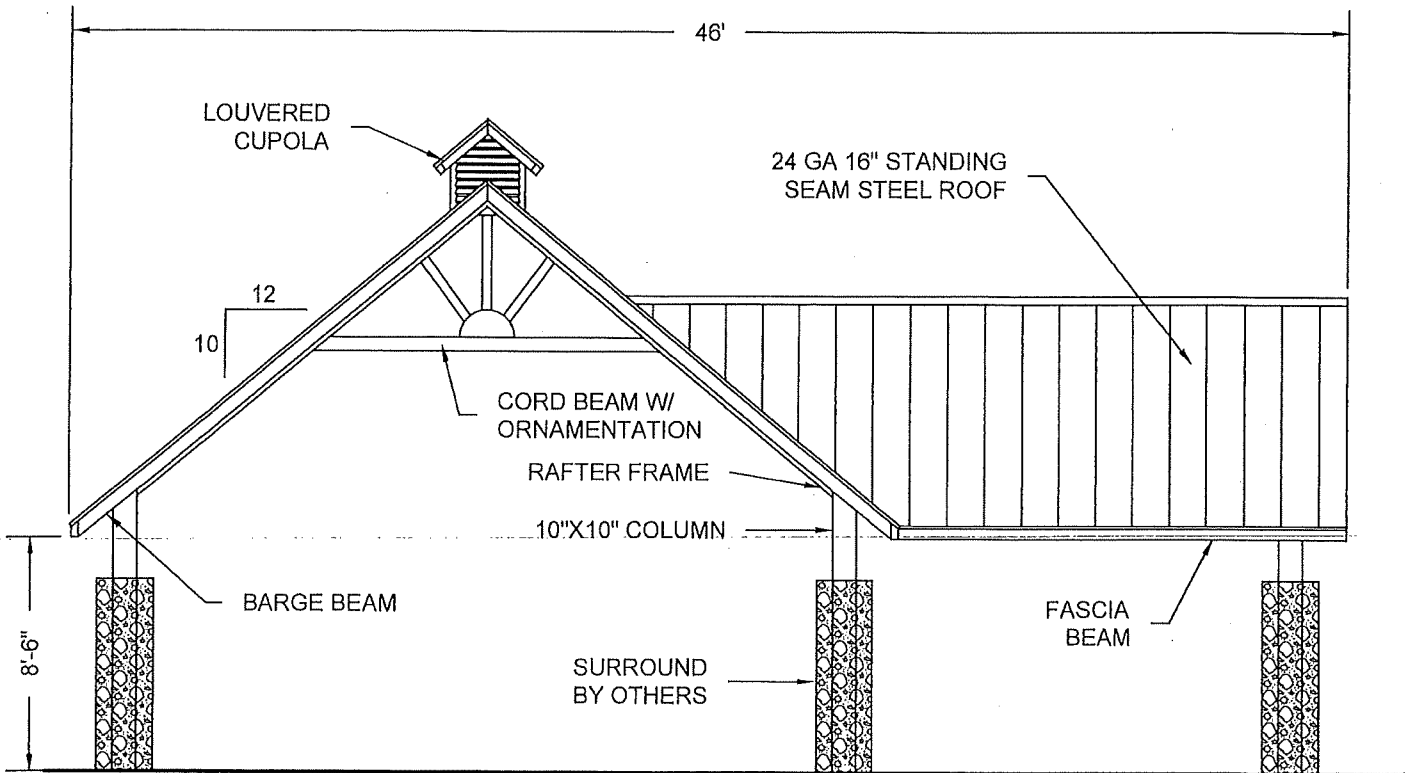 46'
LOUVERED
CUPOLA
24 GA 16" STANDING
SEAM STEEL ROOF
12
10
CORD BEAM W/
ORNAMENTATION
RAFTER FRAME
10"X10" COLUMN
BARGE BEAM
8'-6"
FASCIA
BEAM
SURROUND
BY OTHERS